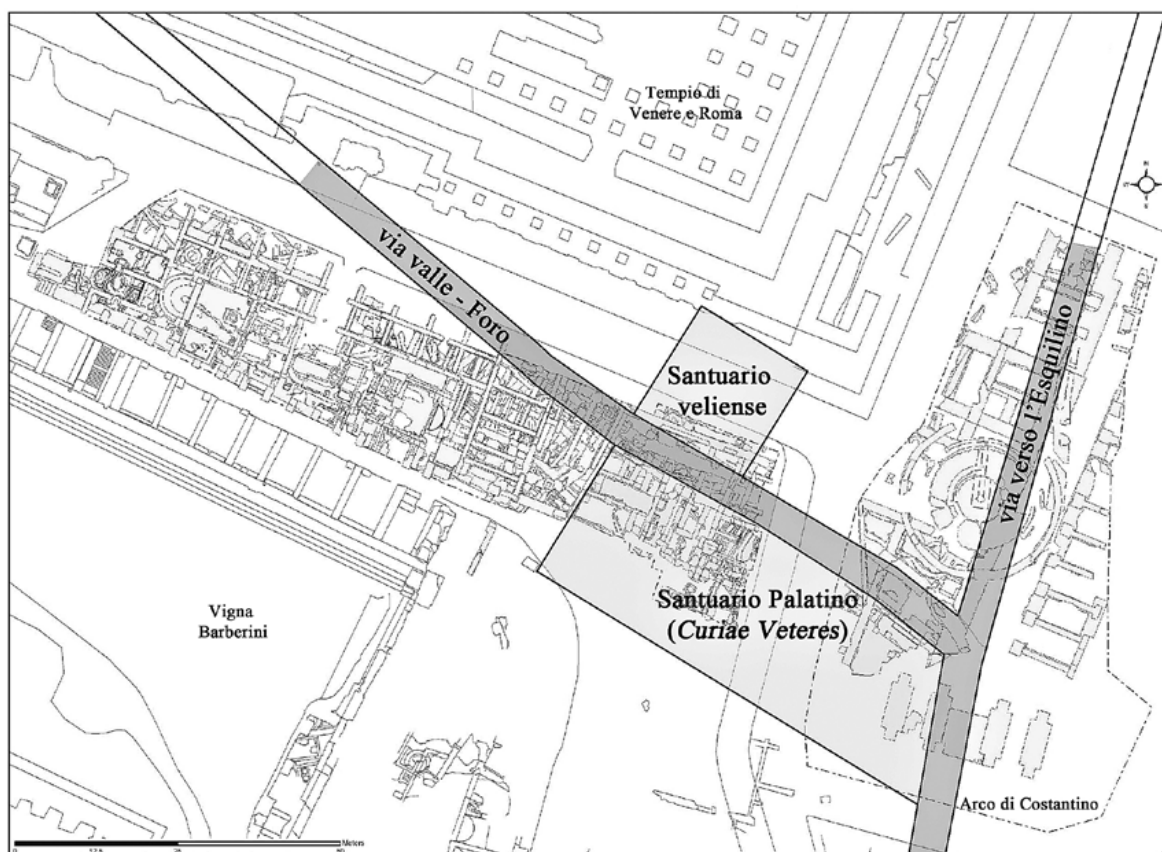 Tempio di
Venere e Roma
via valle - Foro
via verso l'Esquilino
Santuario
veliense
Santuario Palatino
(Curiae Veteres)
Vigna
Barberini
Arco di Costantino
Meters
0